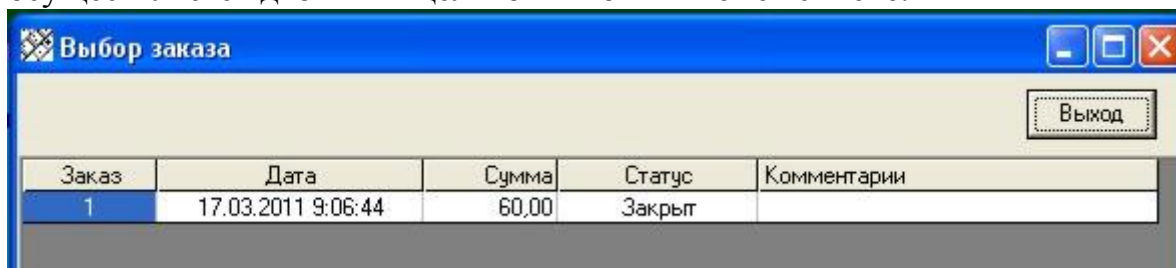 Выбор заказа
Выход
Заказ Дата Сумма Статус Комментарии
1 17.03.2011 9:06:44 60,00 Закрыт